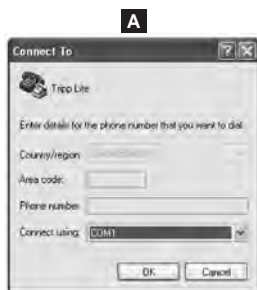 A
Connect To
Tripp Lite
Enter details for the phone number that you want to dial:
Country/region:
Area code:
Phone number:
Connect using: COM1
OK Cancel